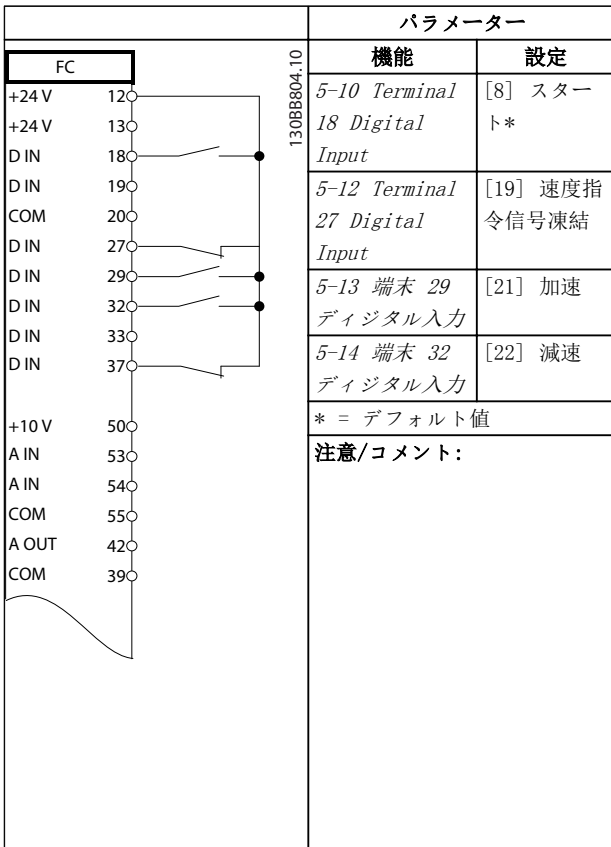 FC
+24 V 12
+24 V 13
D IN 18
D IN 19
COM 20
D IN 27
D IN 29
D IN 32
D IN 33
D IN 37
+10 V 50
A IN 53
A IN 54
COM 55
A OUT 42
COM 39
130BB804.10
パラメーター
機能 設定
5-10 Terminal [8] スター
18 Digital ト*
Input
5-12 Terminal [19] 速度指
27 Digital 令信号凍結
Input
5-13 端末 29 [21] 加速
ディジタル入力
5-14 端末 32 [22] 減速
ディジタル入力
* = デフォルト値
注意/コメント: